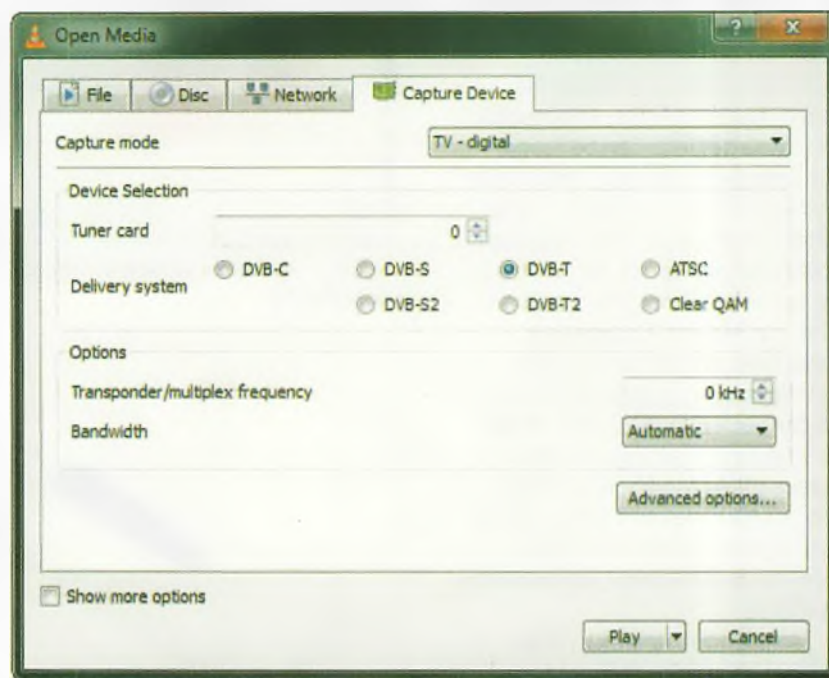 Open Media
File Disc Network Capture Device
Capture mode TV - digital
Device Selection
Tuner card 0
Delivery system DVB-C DVB-S DVB-T ATSC
DVB-S2 DVB-T2 Clear QAM
Options
Transponder/multiplex frequency 0 kHz
Bandwidth Automatic
Advanced options...
Show more options
Play Cancel